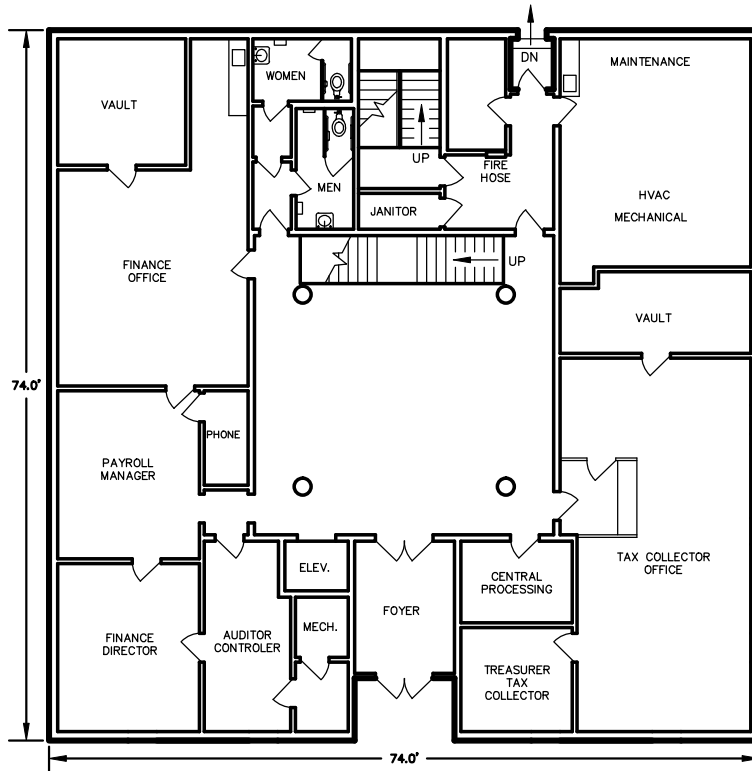 DN
MAINTENANCE
WOMEN
VAULT
UP
FIRE
HOSE
MEN
HVAC
MECHANICAL
JANITOR
UP
FINANCE
OFFICE
VAULT
74.0'
PHONE
PAYROLL
MANAGER
TAX COLLECTOR
OFFICE
ELEV.
CENTRAL
PROCESSING
FOYER
MECH.
FINANCE
DIRECTOR
AUDITOR
CONTROLER
TREASURER
TAX
COLLECTOR
74.0'